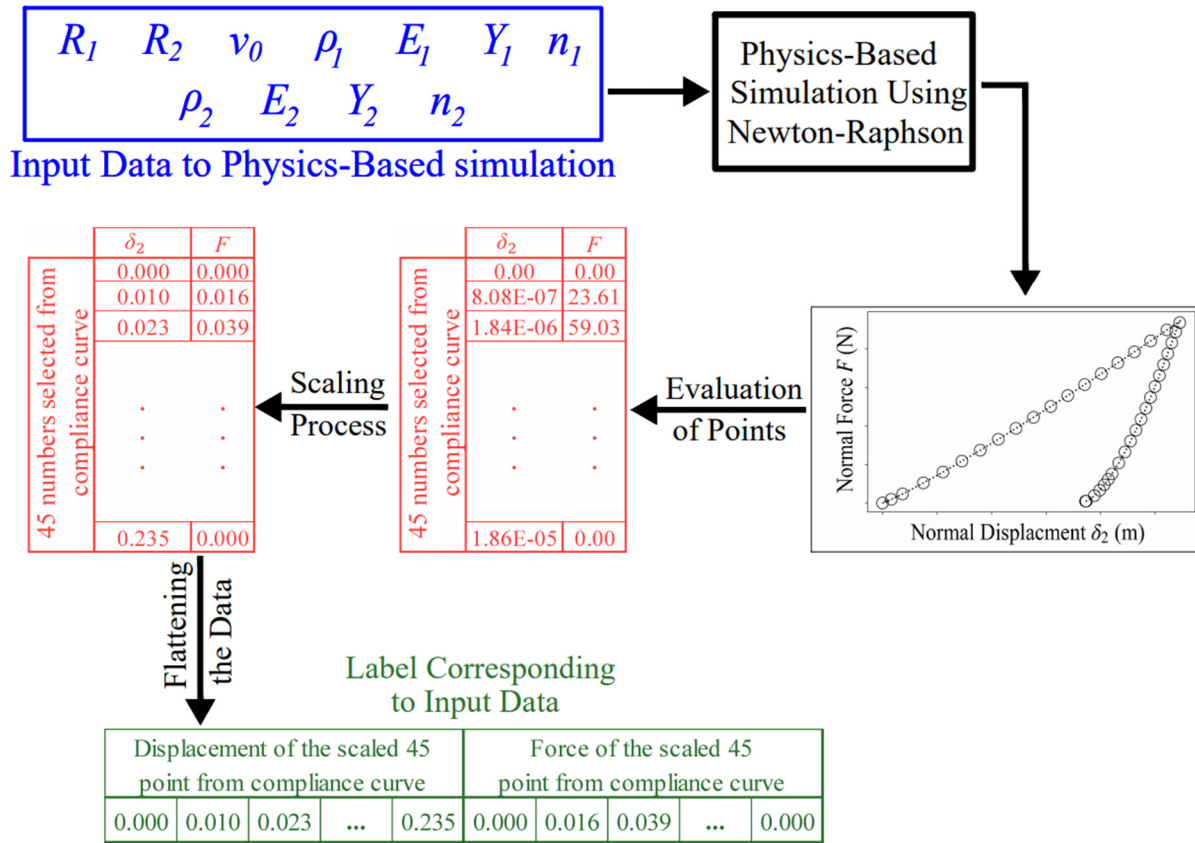 R₁ R₂ v₀ ρ₁ E₁ Y₁ n₁
ρ₂ E₂ Y₂ n₂
Input Data to Physics-Based simulation
Physics-Based
Simulation Using
Newton-Raphson
Normal Force F (N)
Normal Displacment δ₂ (m)
Evaluation
of Points
45 numbers selected from
compliance curve
δ₂ F
0.00 0.00
8.08E-07 23.61
1.84E-06 59.03
. .
. .
. .
1.86E-05 0.00
Scaling
Process
45 numbers selected from
compliance curve
δ₂ F
0.000 0.000
0.010 0.016
0.023 0.039
. .
. .
. .
0.235 0.000
Flattening
the Data
Label Corresponding
to Input Data
Displacement of the scaled 45
point from compliance curve
Force of the scaled 45
point from compliance curve
0.000 0.010 0.023 ... 0.235 0.000 0.016 0.039 ... 0.000